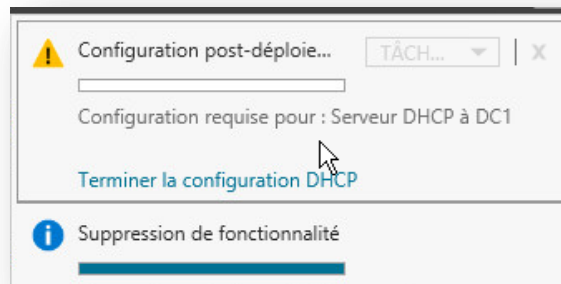 Configuration post-déploie... TÂCH... | X
Configuration requise pour : Serveur DHCP à DC1
Terminer la configuration DHCP
Suppression de fonctionnalité